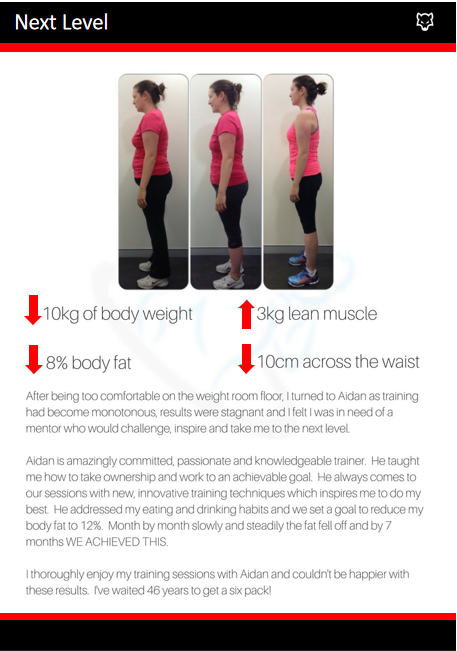 Next Level
10kg of body weight
3kg lean muscle
8% body fat
10cm across the waist
After being too comfortable on the weight room floor, I turned to Aidan as training
had become monotonous, results were stagnant and I felt I was in need of a
mentor who would challenge, inspire and take me to the next level.
Aidan is amazingly committed, passionate and knowledgeable trainer. He taught
me how to take ownership and work to an achievable goal. He always comes to
our sessions with new, innovative training techniques which inspires me to do my
best. He addressed my eating and drinking habits and we set a goal to reduce my
body fat to 12%. Month by month slowly and steadily the fat fell off and by 7
months WE ACHIEVED THIS.
I thoroughly enjoy my training sessions with Aidan and couldn't be happier with
these results. I've waited 46 years to get a six pack!